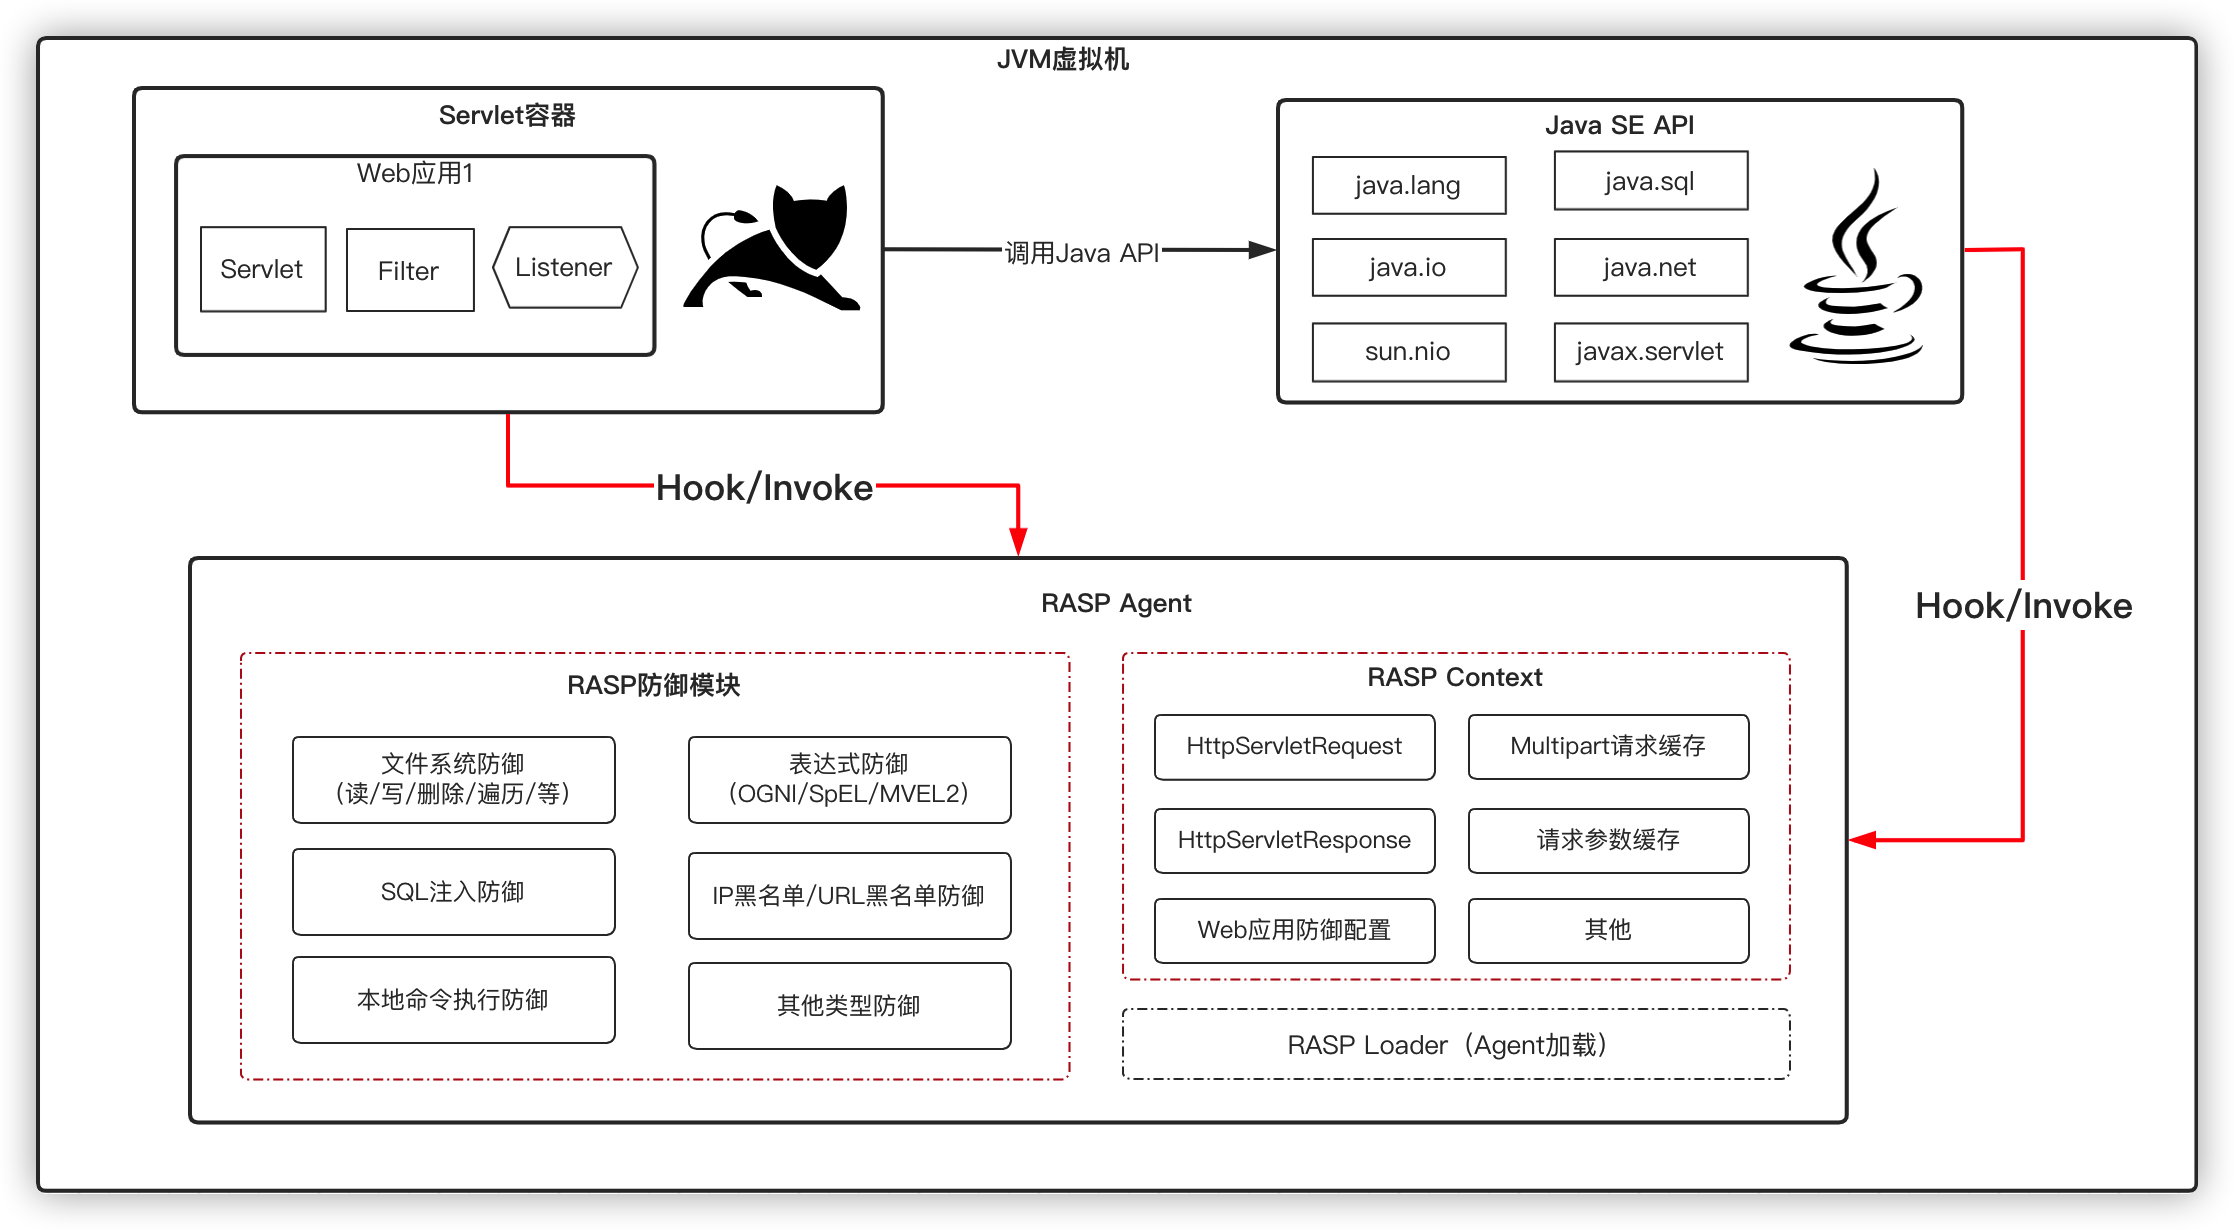 JVM虚拟机
Servlet容器
Web应用1
Servlet
Filter
Listener
调用Java API
Java SE API
java.lang
java.sql
java.io
java.net
sun.nio
javax.servlet
Hook/Invoke
Hook/Invoke
RASP Agent
RASP防御模块
文件系统防御
（读/写/删除/遍历/等）
表达式防御
（OGNl/SpEL/MVEL2）
SQL注入防御
IP黑名单/URL黑名单防御
本地命令执行防御
其他类型防御
RASP Context
HttpServletRequest
Multipart请求缓存
HttpServletResponse
请求参数缓存
Web应用防御配置
其他
RASP Loader（Agent加载）